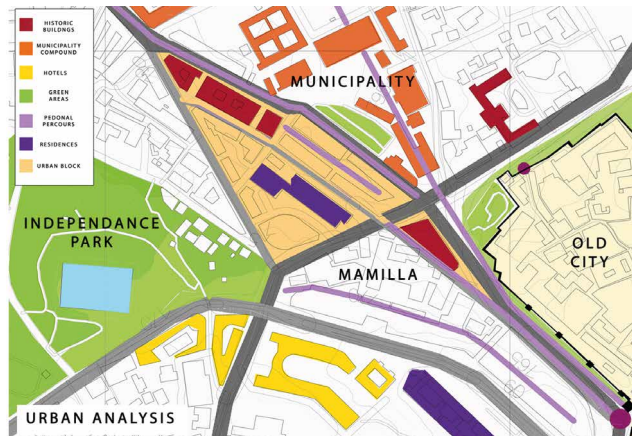 HISTORIC
BUILDINGS
MUNICIPALITY
COMPOUND
HOTELS
GREEN
AREAS
PEDONAL
PERCOURS
RESIDENCES
URBAN BLOCK
MUNICIPALITY
INDEPENDANCE
PARK
MAMILLA
OLD
CITY
URBAN ANALYSIS